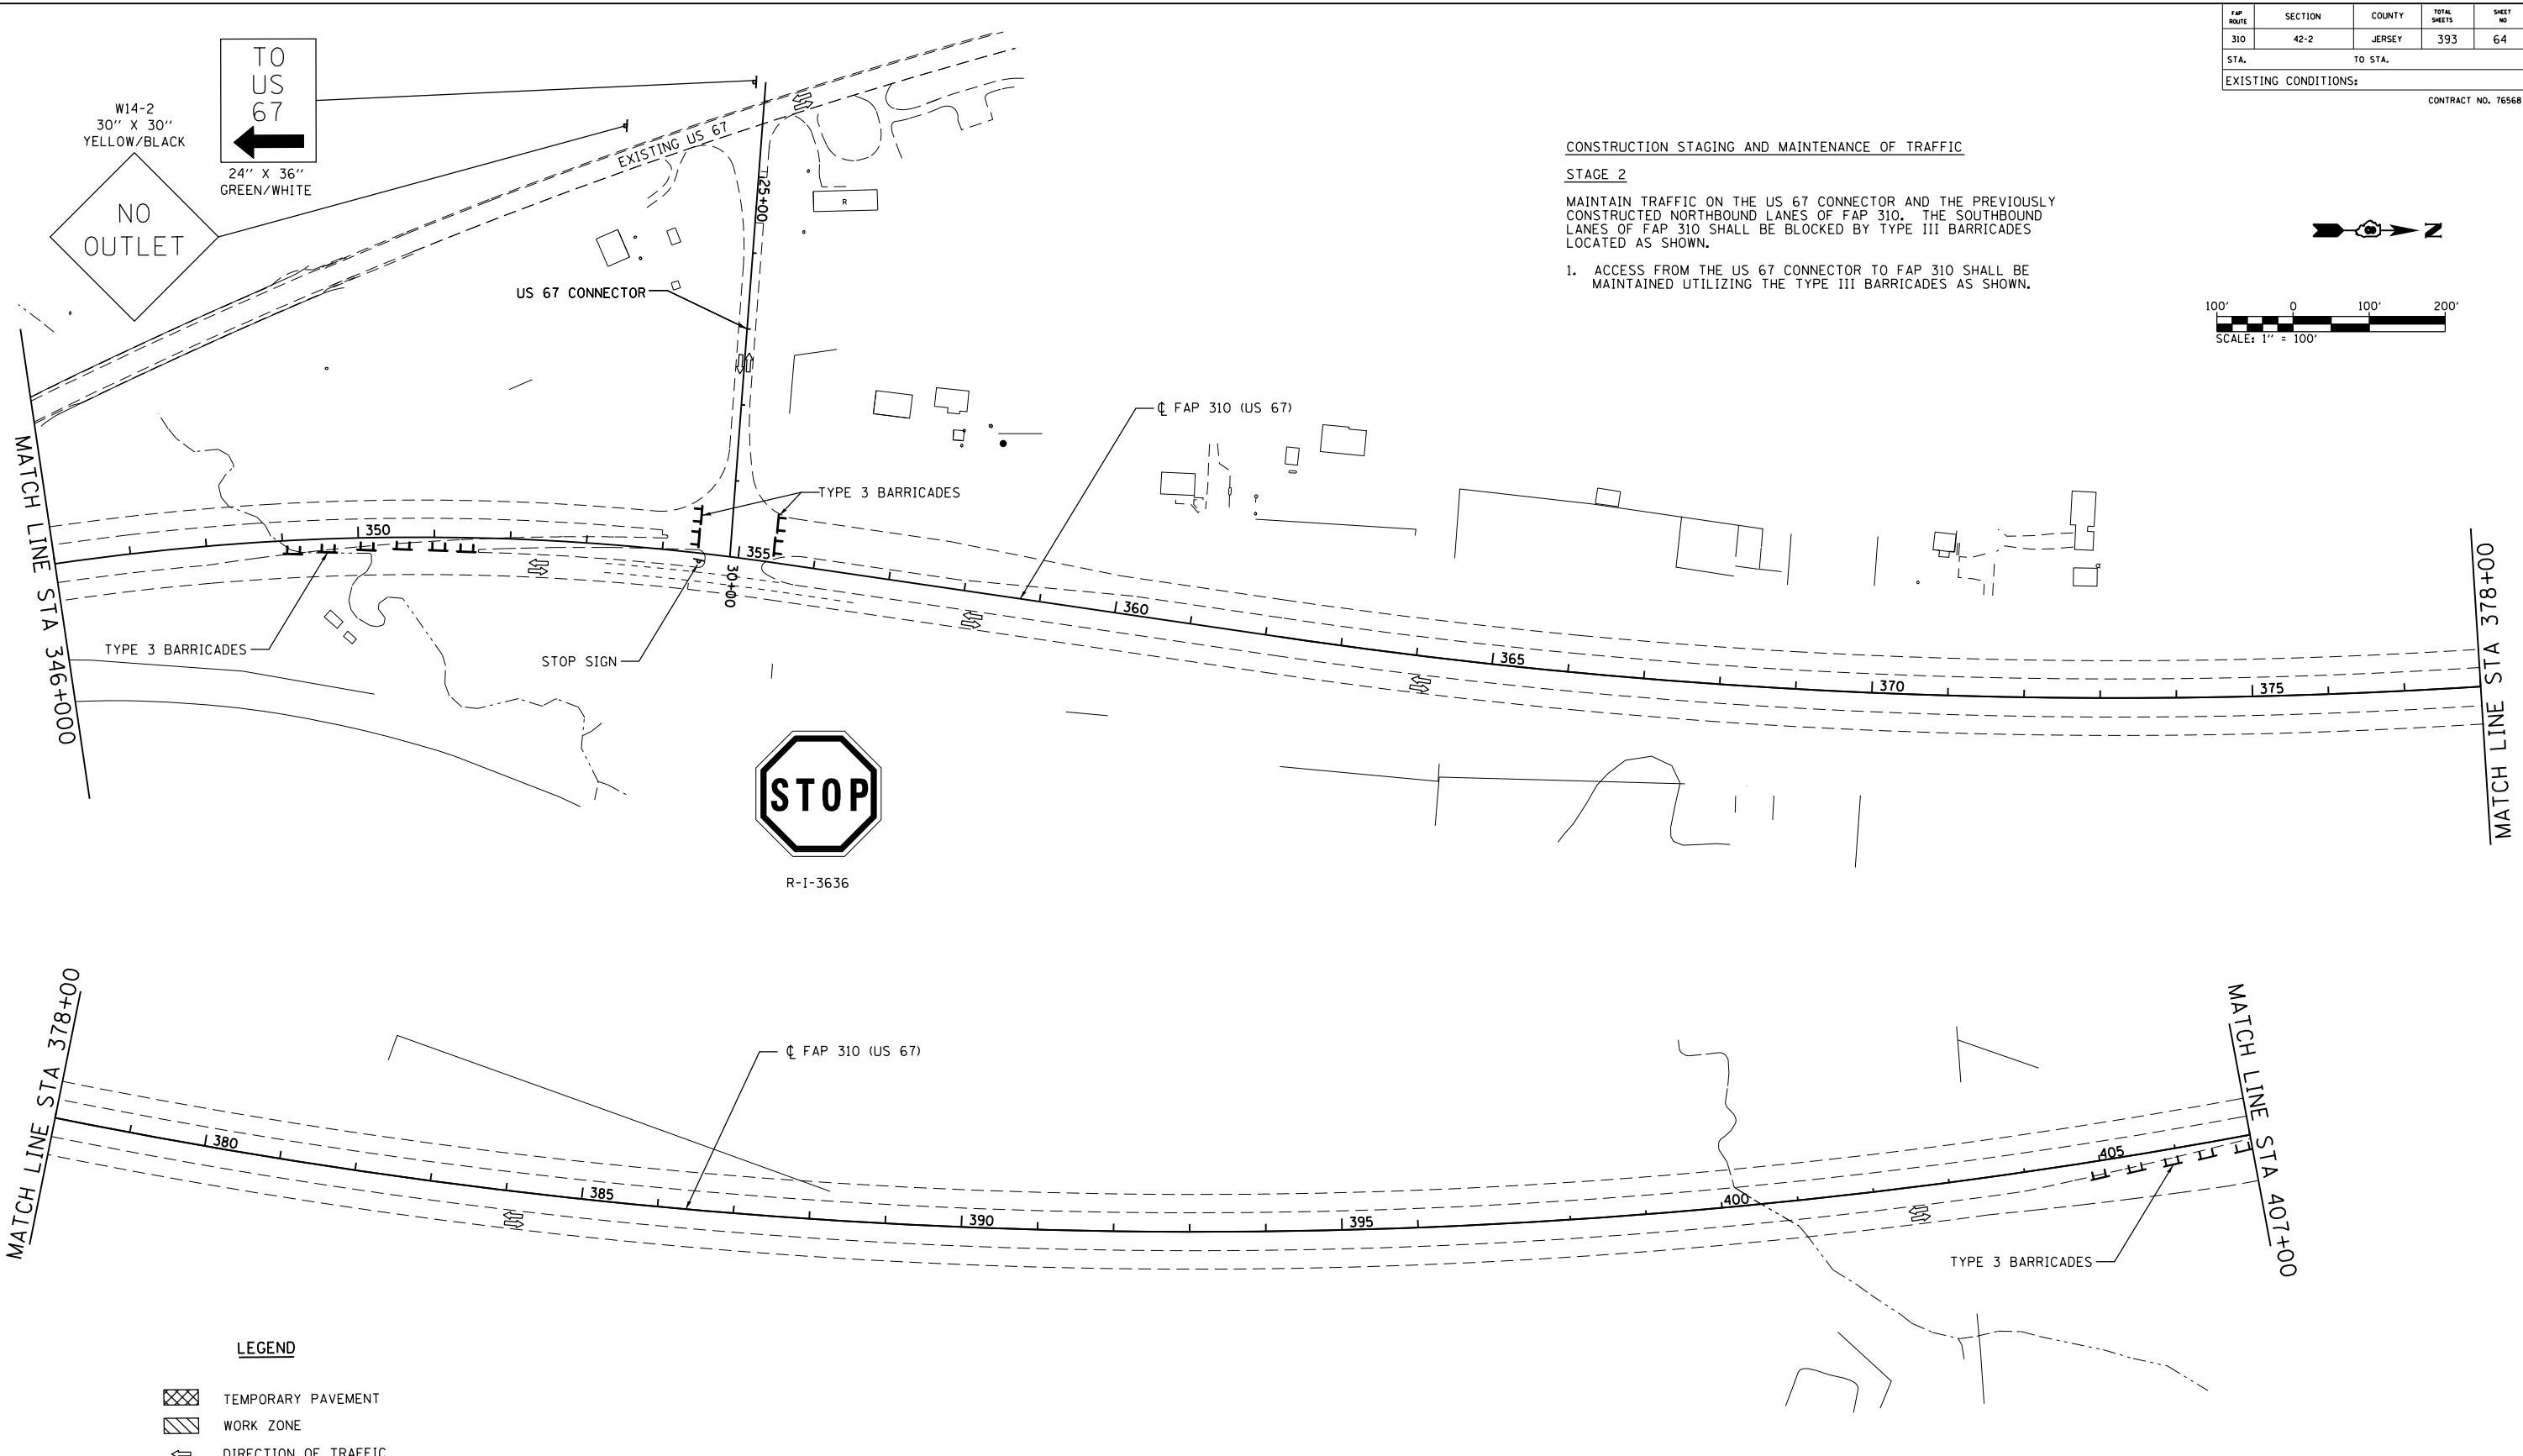 FAP ROUTE SECTION COUNTY TOTAL SHEETS SHEET NO
310 42-2 JERSEY 393 64
STA. TO STA.
EXISTING CONDITIONS:
CONTRACT NO. 76568
TO
US
67
24'' X 36''
GREEN/WHITE
W14-2
30'' X 30''
YELLOW/BLACK
NO
OUTLET
EXISTING US 67
25+00
R
CONSTRUCTION STAGING AND MAINTENANCE OF TRAFFIC
STAGE 2
MAINTAIN TRAFFIC ON THE US 67 CONNECTOR AND THE PREVIOUSLY
CONSTRUCTED NORTHBOUND LANES OF FAP 310. THE SOUTHBOUND
LANES OF FAP 310 SHALL BE BLOCKED BY TYPE III BARRICADES
LOCATED AS SHOWN.
1. ACCESS FROM THE US 67 CONNECTOR TO FAP 310 SHALL BE
MAINTAINED UTILIZING THE TYPE III BARRICADES AS SHOWN.
N
100' 0 100' 200'
SCALE: 1'' = 100'
US 67 CONNECTOR
℄ FAP 310 (US 67)
TYPE 3 BARRICADES
MATCH LINE STA 346+000
350
355
30+00
360
365
370
375
MATCH LINE STA 378+00
TYPE 3 BARRICADES
STOP SIGN
STOP
R-I-3636
MATCH LINE STA 378+00
℄ FAP 310 (US 67)
380
385
390
395
400
405
MATCH LINE STA 407+00
TYPE 3 BARRICADES
LEGEND
TEMPORARY PAVEMENT
WORK ZONE
DIRECTION OF TRAFFIC